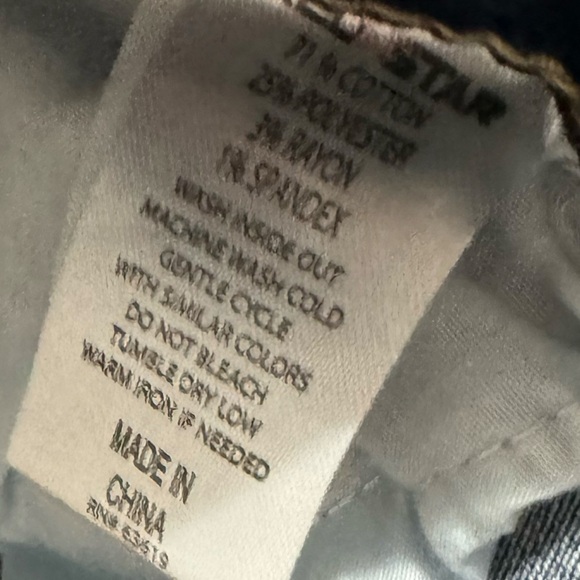 STAR
71% COTTON
25% POLYESTER
3% RAYON
1% SPANDEX
WASH INSIDE OUT
MACHINE WASH COLD
GENTLE CYCLE
WITH SIMILAR COLORS
DO NOT BLEACH
TUMBLE DRY LOW
WARM IRON IF NEEDED
MADE IN
CHINA
RN# 63619